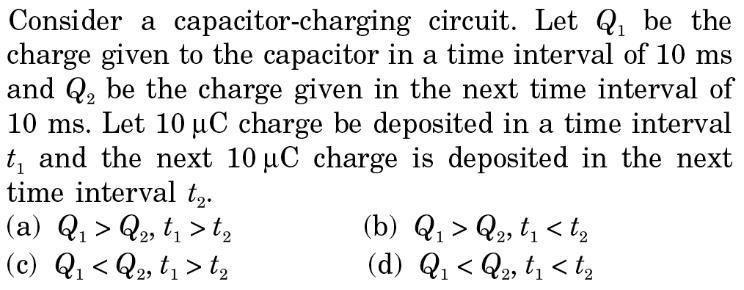 Consider a capacitor-charging circuit. Let Q₁ be the
charge given to the capacitor in a time interval of 10 ms
and Q₂ be the charge given in the next time interval of
10 ms. Let 10 μC charge be deposited in a time interval
t₁ and the next 10 μC charge is deposited in the next
time interval t₂.
(a) Q₁ > Q₂, t₁ > t₂ (b) Q₁ > Q₂, t₁ < t₂
(c) Q₁ < Q₂, t₁ > t₂ (d) Q₁ < Q₂, t₁ < t₂